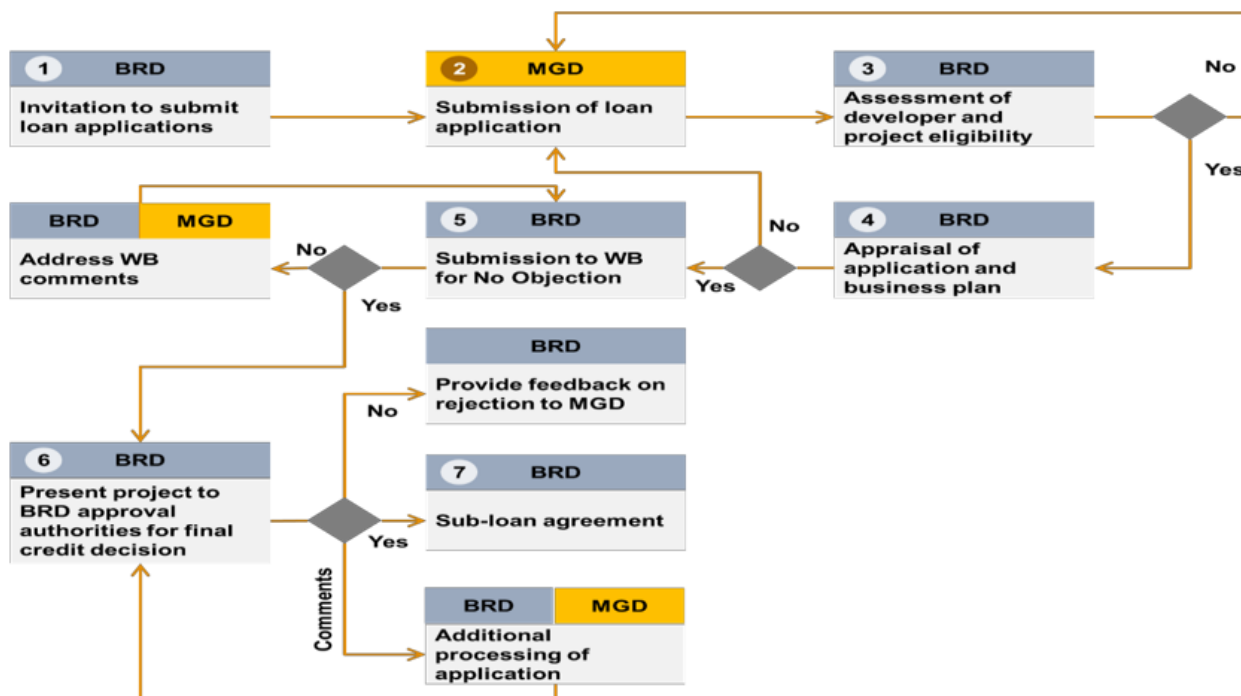 1 BRD
Invitation to submit
loan applications
2 MGD
Submission of loan
application
3 BRD
Assessment of
developer and
project eligibility
No
Yes
BRD MGD
Address WB
comments
No
Yes
5 BRD
Submission to WB
for No Objection
No
Yes
4 BRD
Appraisal of
application and
business plan
BRD
Provide feedback on
rejection to MGD
No
6 BRD
Present project to
BRD approval
authorities for final
credit decision
Yes
7 BRD
Sub-loan agreement
Comments
BRD MGD
Additional
processing of
application